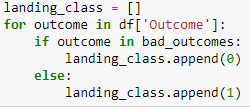 landing_class = []
for outcome in df['Outcome']:
    if outcome in bad_outcomes:
        landing_class.append(0)
    else:
        landing_class.append(1)